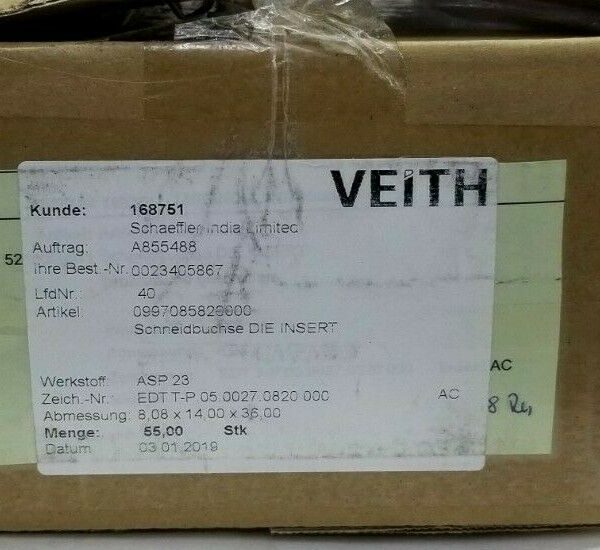 VEITH
Kunde: 168751
Schaeffler India Limited
Auftrag: A855488
Ihre Best.-Nr. 0023405867
LfdNr. 40
Artikel: 0997085820000
Schneidbuchse DIE INSERT
Werkstoff: ASP 23
Zeich.-Nr.: EDT T-P 05.0027.0820.000 AC
Abmessung: 8,08 x 14,00 x 36,00
Menge: 55,00 Stk
Datum 03.01.2019
52
AC